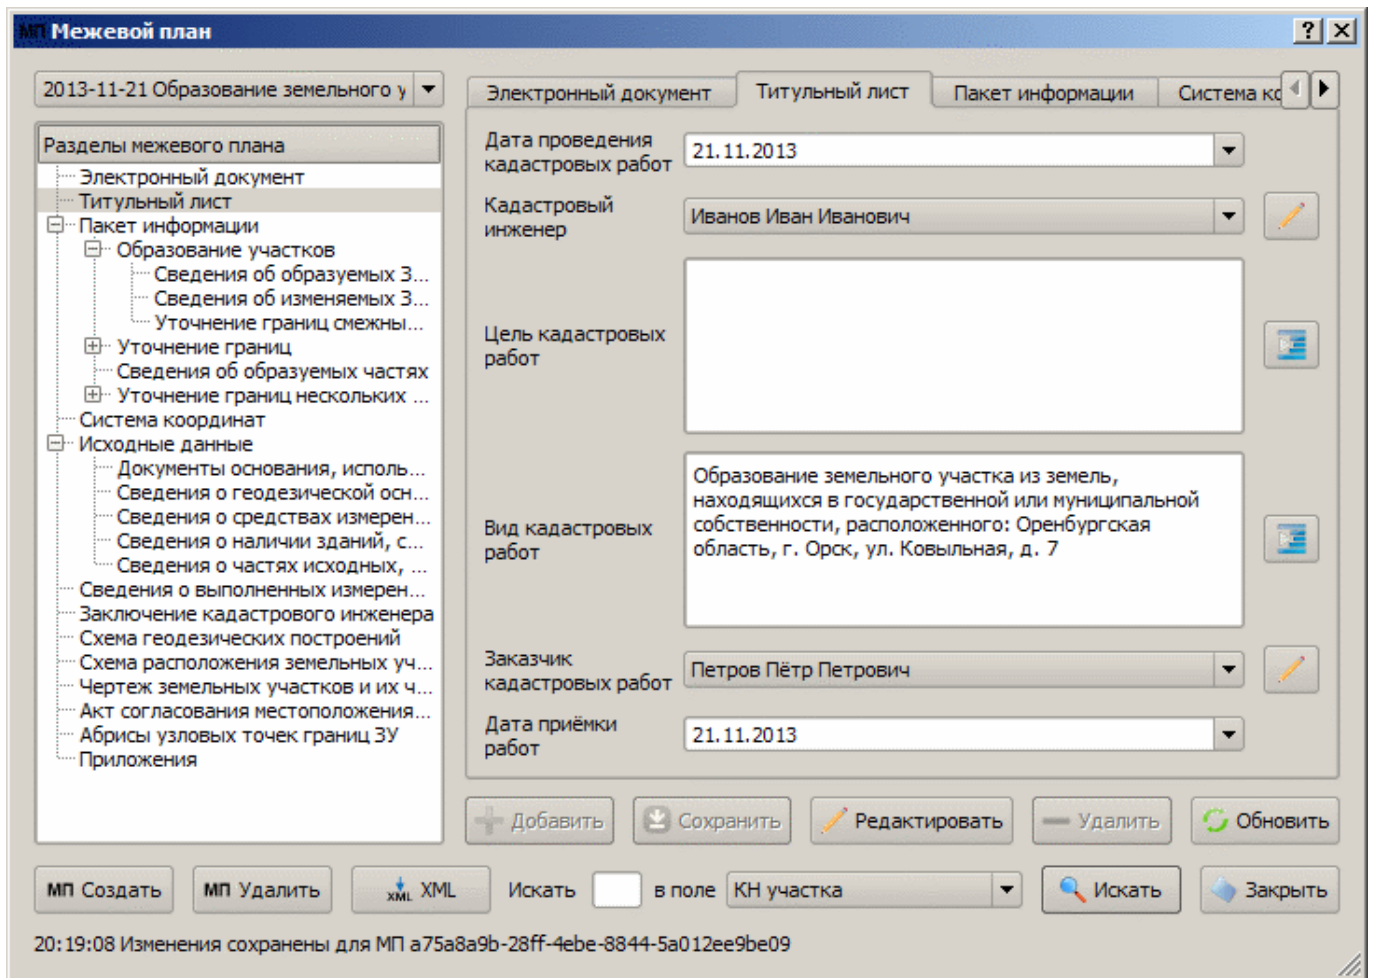 МП Межевой план
2013-11-21 Образование земельного у
Разделы межевого плана
Электронный документ
Титульный лист
Пакет информации
Образование участков
Сведения об образуемых З...
Сведения об изменяемых З...
Уточнение границ смежны...
Уточнение границ
Сведения об образуемых частях
Уточнение границ нескольких ...
Система координат
Исходные данные
Документы основания, исполь...
Сведения о геодезической осн...
Сведения о средствах измерен...
Сведения о наличии зданий, с...
Сведения о частях исходных, ...
Сведения о выполненных измерен...
Заключение кадастрового инженера
Схема геодезических построений
Схема расположения земельных уч...
Чертеж земельных участков и их ч...
Акт согласования местоположения...
Абрисы узловых точек границ ЗУ
Приложения
Электронный документ Титульный лист Пакет информации Система ко
Дата проведения
кадастровых работ
21.11.2013
Кадастровый
инженер
Иванов Иван Иванович
Цель кадастровых
работ
Вид кадастровых
работ
Образование земельного участка из земель,
находящихся в государственной или муниципальной
собственности, расположенного: Оренбургская
область, г. Орск, ул. Ковыльная, д. 7
Заказчик
кадастровых работ
Петров Пётр Петрович
Дата приёмки
работ
21.11.2013
Добавить Сохранить Редактировать Удалить Обновить
МП Создать МП Удалить XML XML Искать в поле КН участка Искать Закрыть
20:19:08 Изменения сохранены для МП a75a8a9b-28ff-4ebe-8844-5a012ee9be09